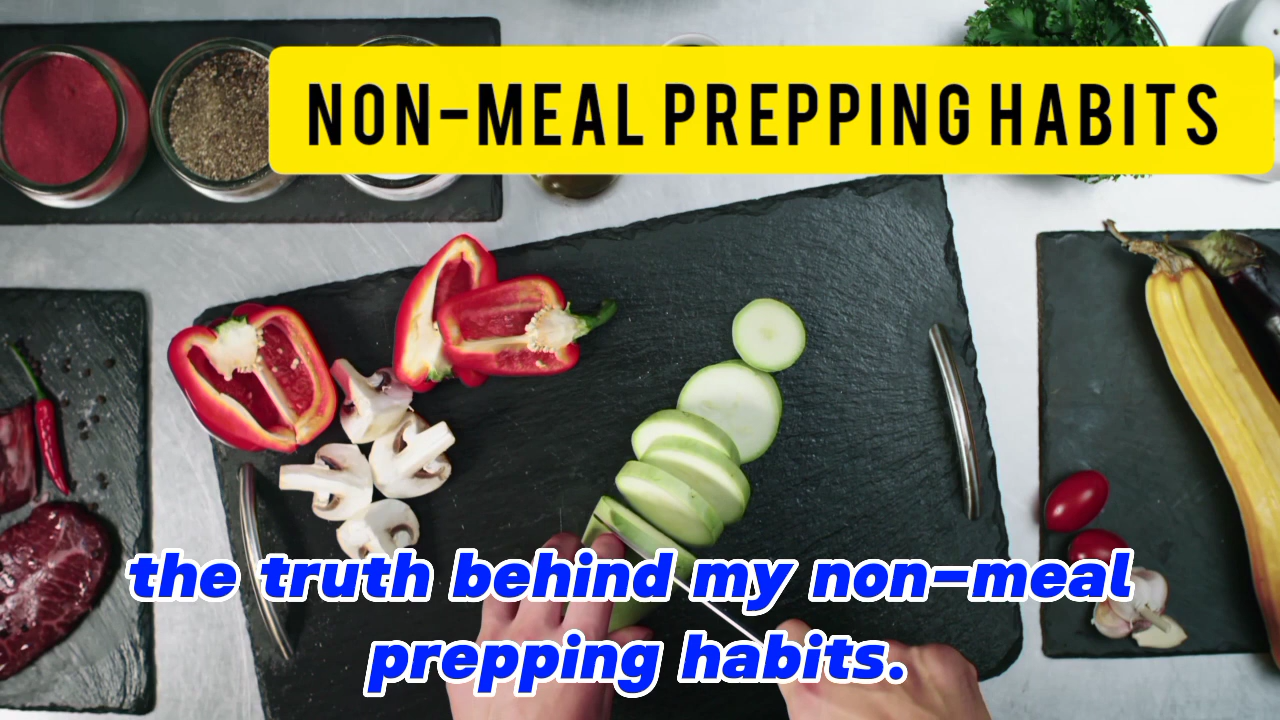 NON-MEAL PREPPING HABITS
the truth behind my non-meal
prepping habits.